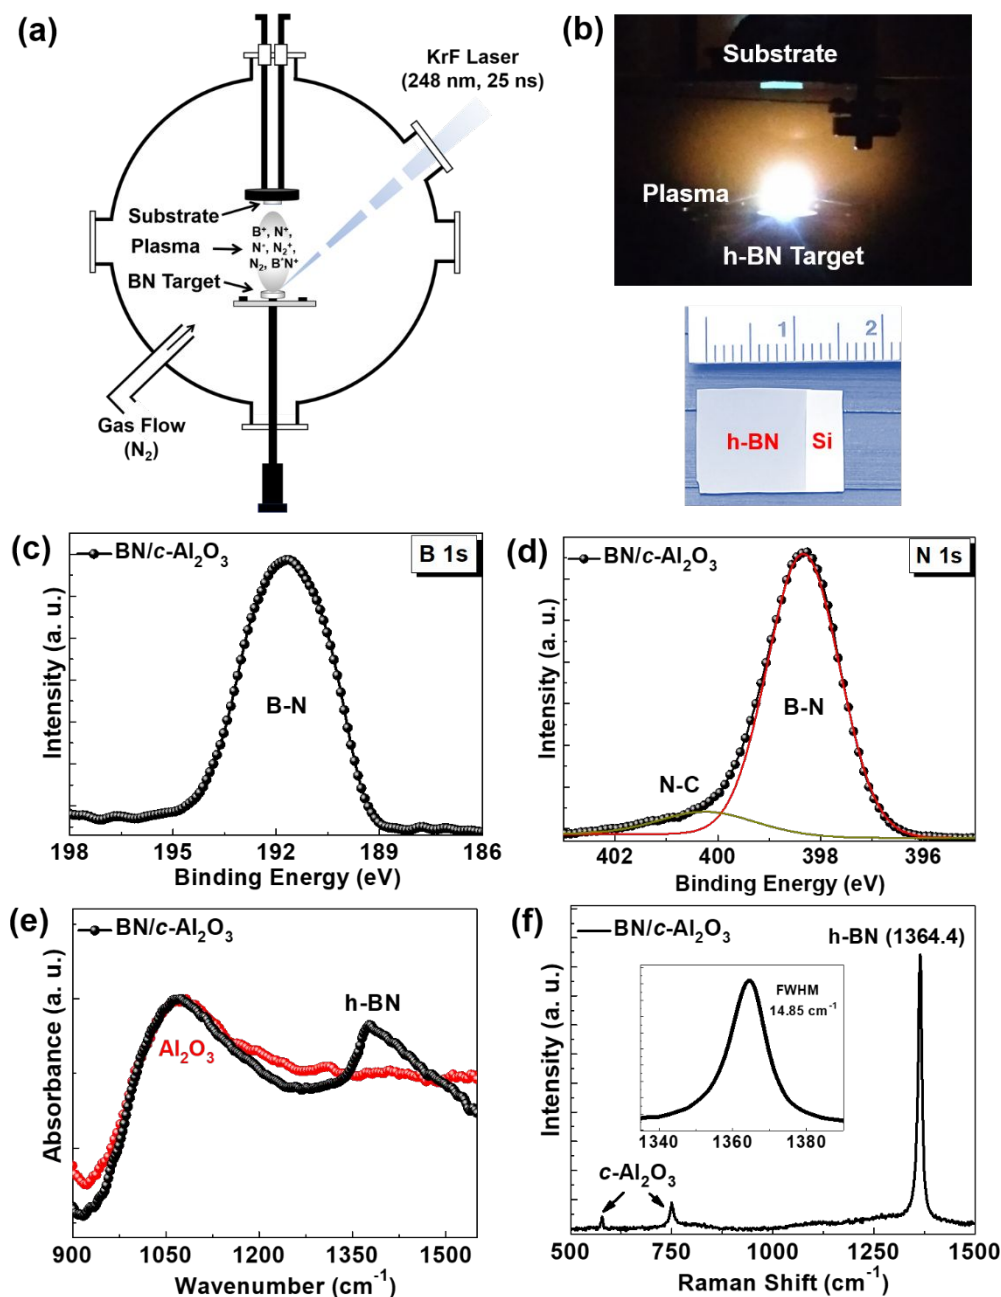 (a)
KrF Laser
(248 nm, 25 ns)
Substrate
Plasma
BN Target
B⁺, N⁺,
N⁻, N₂⁺,
N₂, B*N⁺
Gas Flow
(N₂)
(b)
Substrate
Plasma
h-BN Target
1 2
h-BN Si
(c)
BN/c-Al₂O₃
B 1s
B-N
Intensity (a. u.)
198 195 192 189 186
Binding Energy (eV)
(d)
BN/c-Al₂O₃
N 1s
B-N
N-C
Intensity (a. u.)
402 400 398 396
Binding Energy (eV)
(e)
BN/c-Al₂O₃
h-BN
Al₂O₃
Absorbance (a. u.)
900 1050 1200 1350 1500
Wavenumber (cm⁻¹)
(f)
BN/c-Al₂O₃
h-BN (1364.4)
FWHM
14.85 cm⁻¹
1340 1360 1380
c-Al₂O₃
Intensity (a. u.)
500 750 1000 1250 1500
Raman Shift (cm⁻¹)